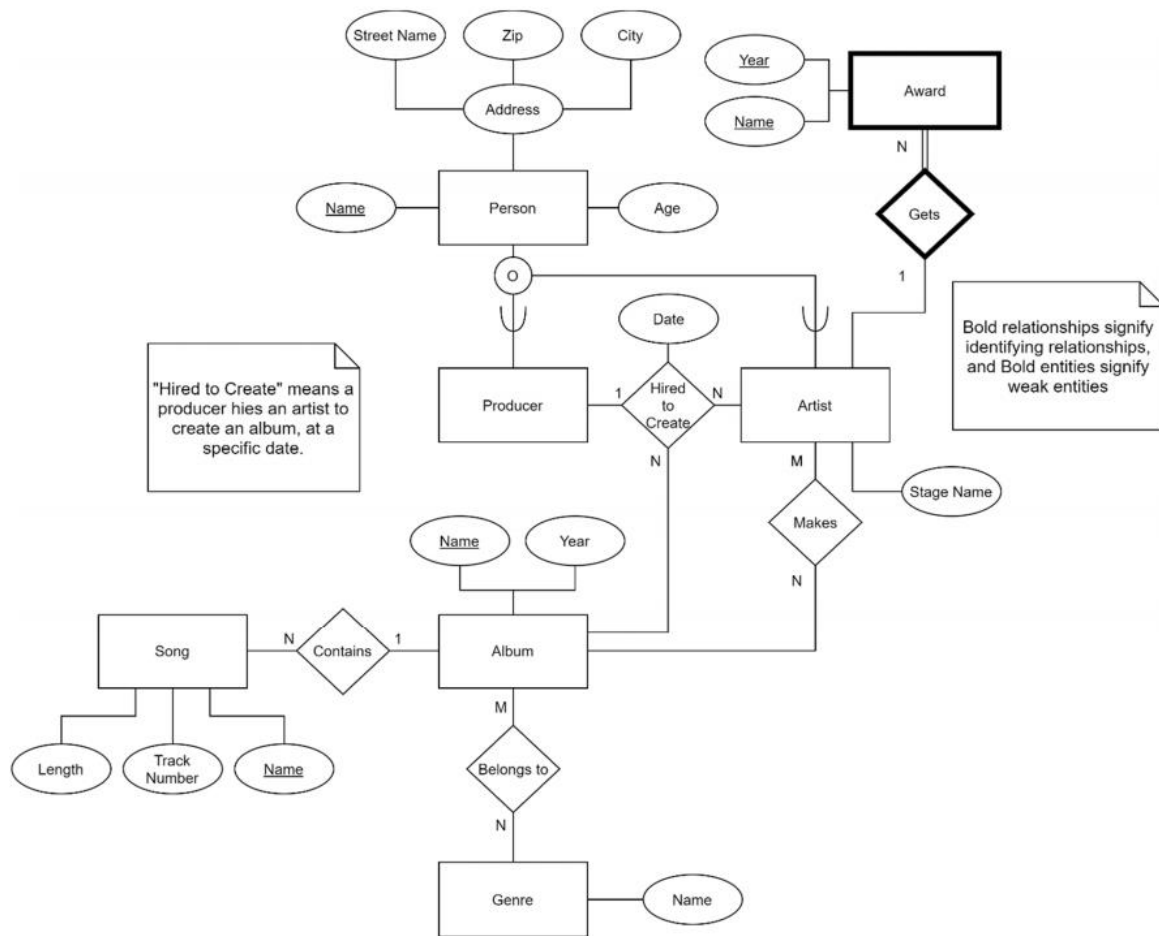 Street Name
Zip
City
Address
Year
Name
Award
N
Gets
1
Name
Person
Age
O
Date
"Hired to Create" means a
producer hies an artist to
create an album, at a
specific date.
Producer
1
Hired
to
Create
N
N
Artist
Bold relationships signify
identifying relationships,
and Bold entities signify
weak entities
M
Makes
N
Stage Name
Name
Year
Song
N
Contains
1
Album
Length
Track
Number
Name
M
Belongs to
N
Genre
Name